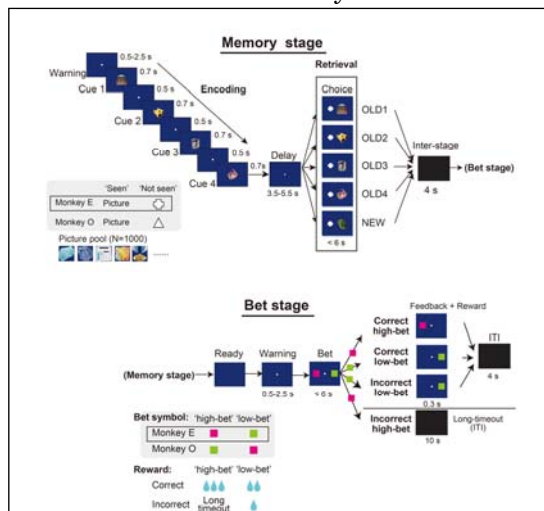 Memory stage
0.5-2.5 s
Warning
0.7 s
Cue 1
0.5 s
Encoding
0.7 s
Cue 2
0.5 s
0.7 s
Cue 3
0.5 s
0.7s
Cue 4
Delay
3.5-5.5 s
Retrieval
Choice
OLD1
OLD2
OLD3
OLD4
NEW
< 6 s
Inter-stage
4 s
(Bet stage)
'Seen' 'Not seen'
Monkey E Picture
Monkey O Picture
Picture pool (N=1000)
......
Bet stage
Feedback + Reward
(Memory stage)
Ready
Warning
0.5-2.5 s
Bet
< 6 s
Correct
high-bet
Correct
low-bet
Incorrect
low-bet
0.3 s
Incorrect
high-bet
10 s
ITI
4 s
Long-timeout
(ITI)
Bet symbol: 'high-bet' 'low-bet'
Monkey E
Monkey O
Reward: 'high-bet' 'low-bet'
Correct
Incorrect Long
timeout